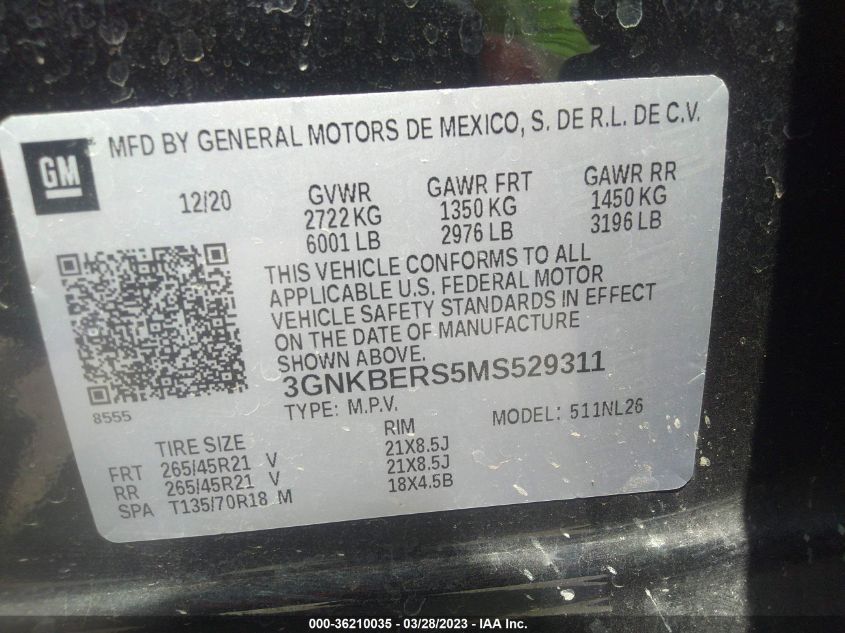 MFD BY GENERAL MOTORS DE MEXICO, S. DE R.L. DE C.V.
GM
12/20 GVWR GAWR FRT GAWR RR
2722 KG 1350 KG 1450 KG
6001 LB 2976 LB 3196 LB
THIS VEHICLE CONFORMS TO ALL
APPLICABLE U.S. FEDERAL MOTOR
VEHICLE SAFETY STANDARDS IN EFFECT
ON THE DATE OF MANUFACTURE
SHOWN ABOVE.
3GNKBERS5MS529311
8555
TYPE: M.P.V. MODEL: 511NL26
TIRE SIZE RIM
FRT 265/45R21 V 21X8.5J
RR 265/45R21 V 21X8.5J
SPA T135/70R18 M 18X4.5B
000-36210035 - 03/28/2023 - IAA Inc.